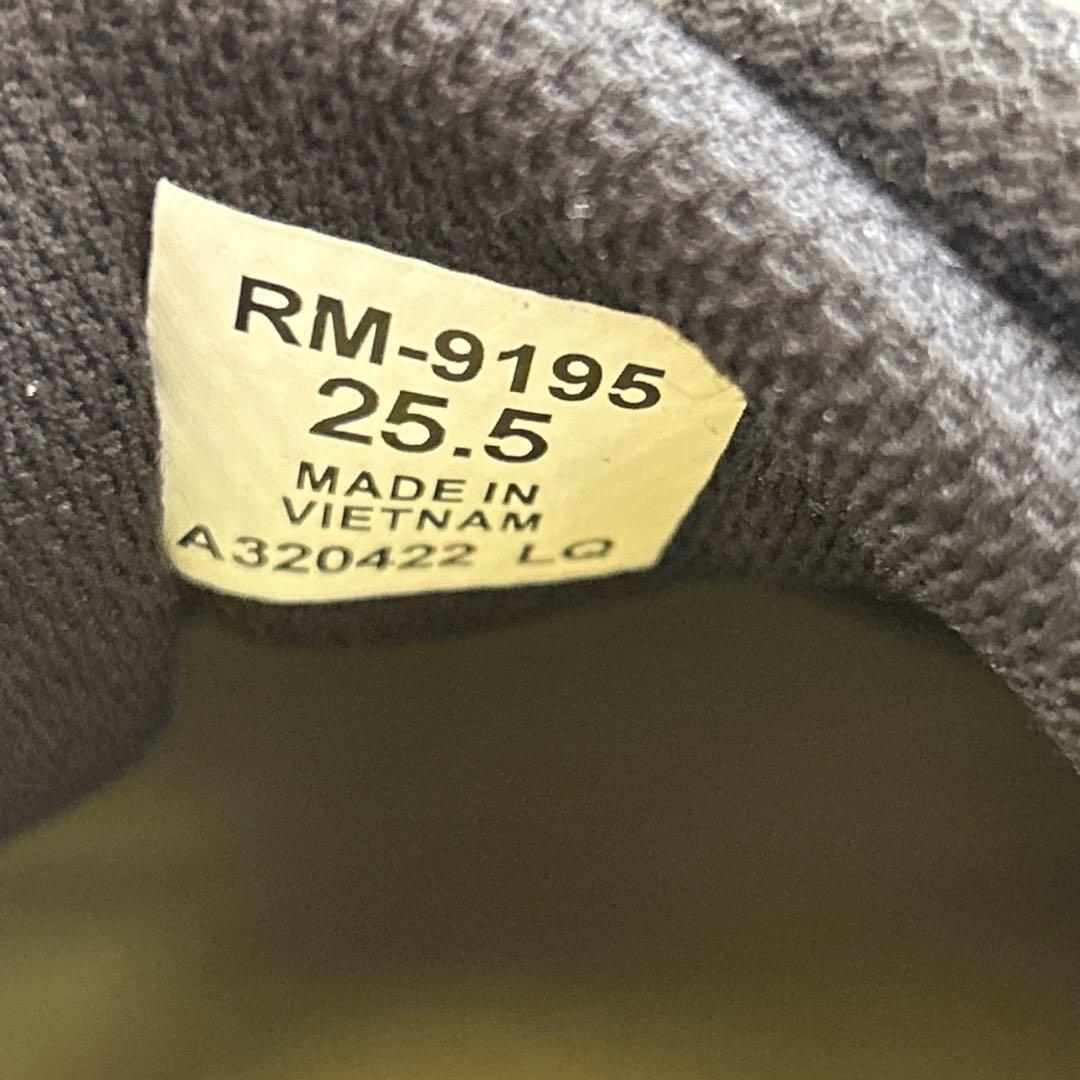 RM-9195
25.5
MADE IN
VIETNAM
A320422 LQ